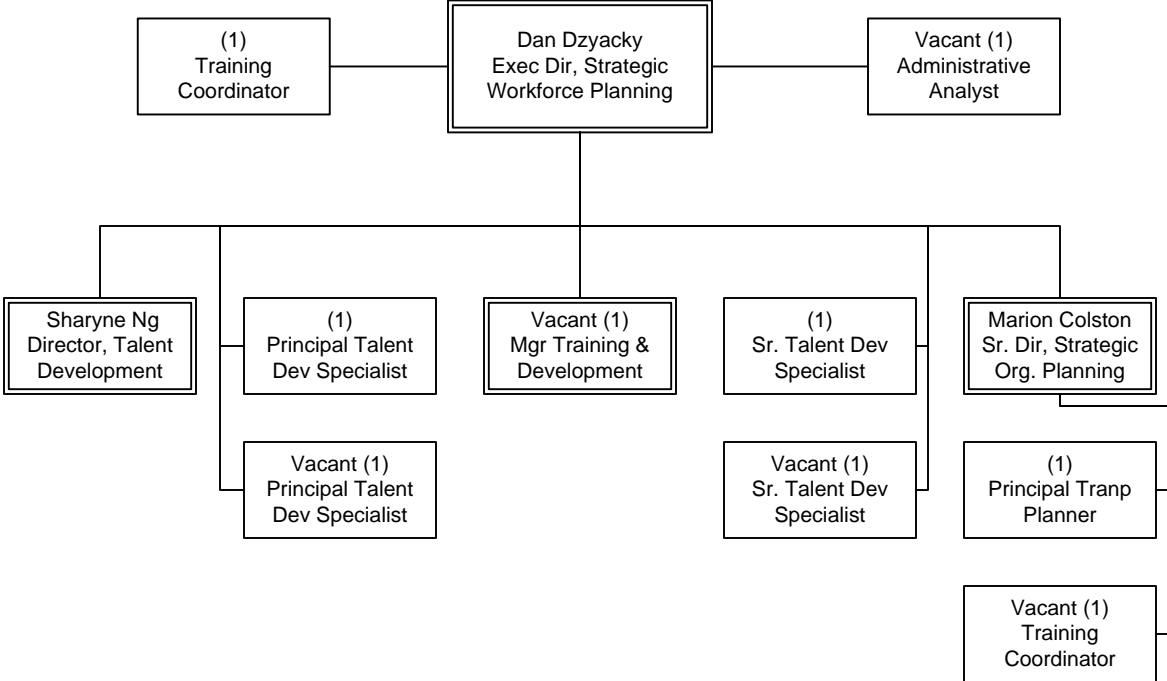 (1)
Training
Coordinator
Dan Dzyacky
Exec Dir, Strategic
Workforce Planning
Vacant (1)
Administrative
Analyst
Sharyne Ng
Director, Talent
Development
(1)
Principal Talent
Dev Specialist
Vacant (1)
Mgr Training &
Development
(1)
Sr. Talent Dev
Specialist
Marion Colston
Sr. Dir, Strategic
Org. Planning
Vacant (1)
Principal Talent
Dev Specialist
Vacant (1)
Sr. Talent Dev
Specialist
(1)
Principal Tranp
Planner
Vacant (1)
Training
Coordinator